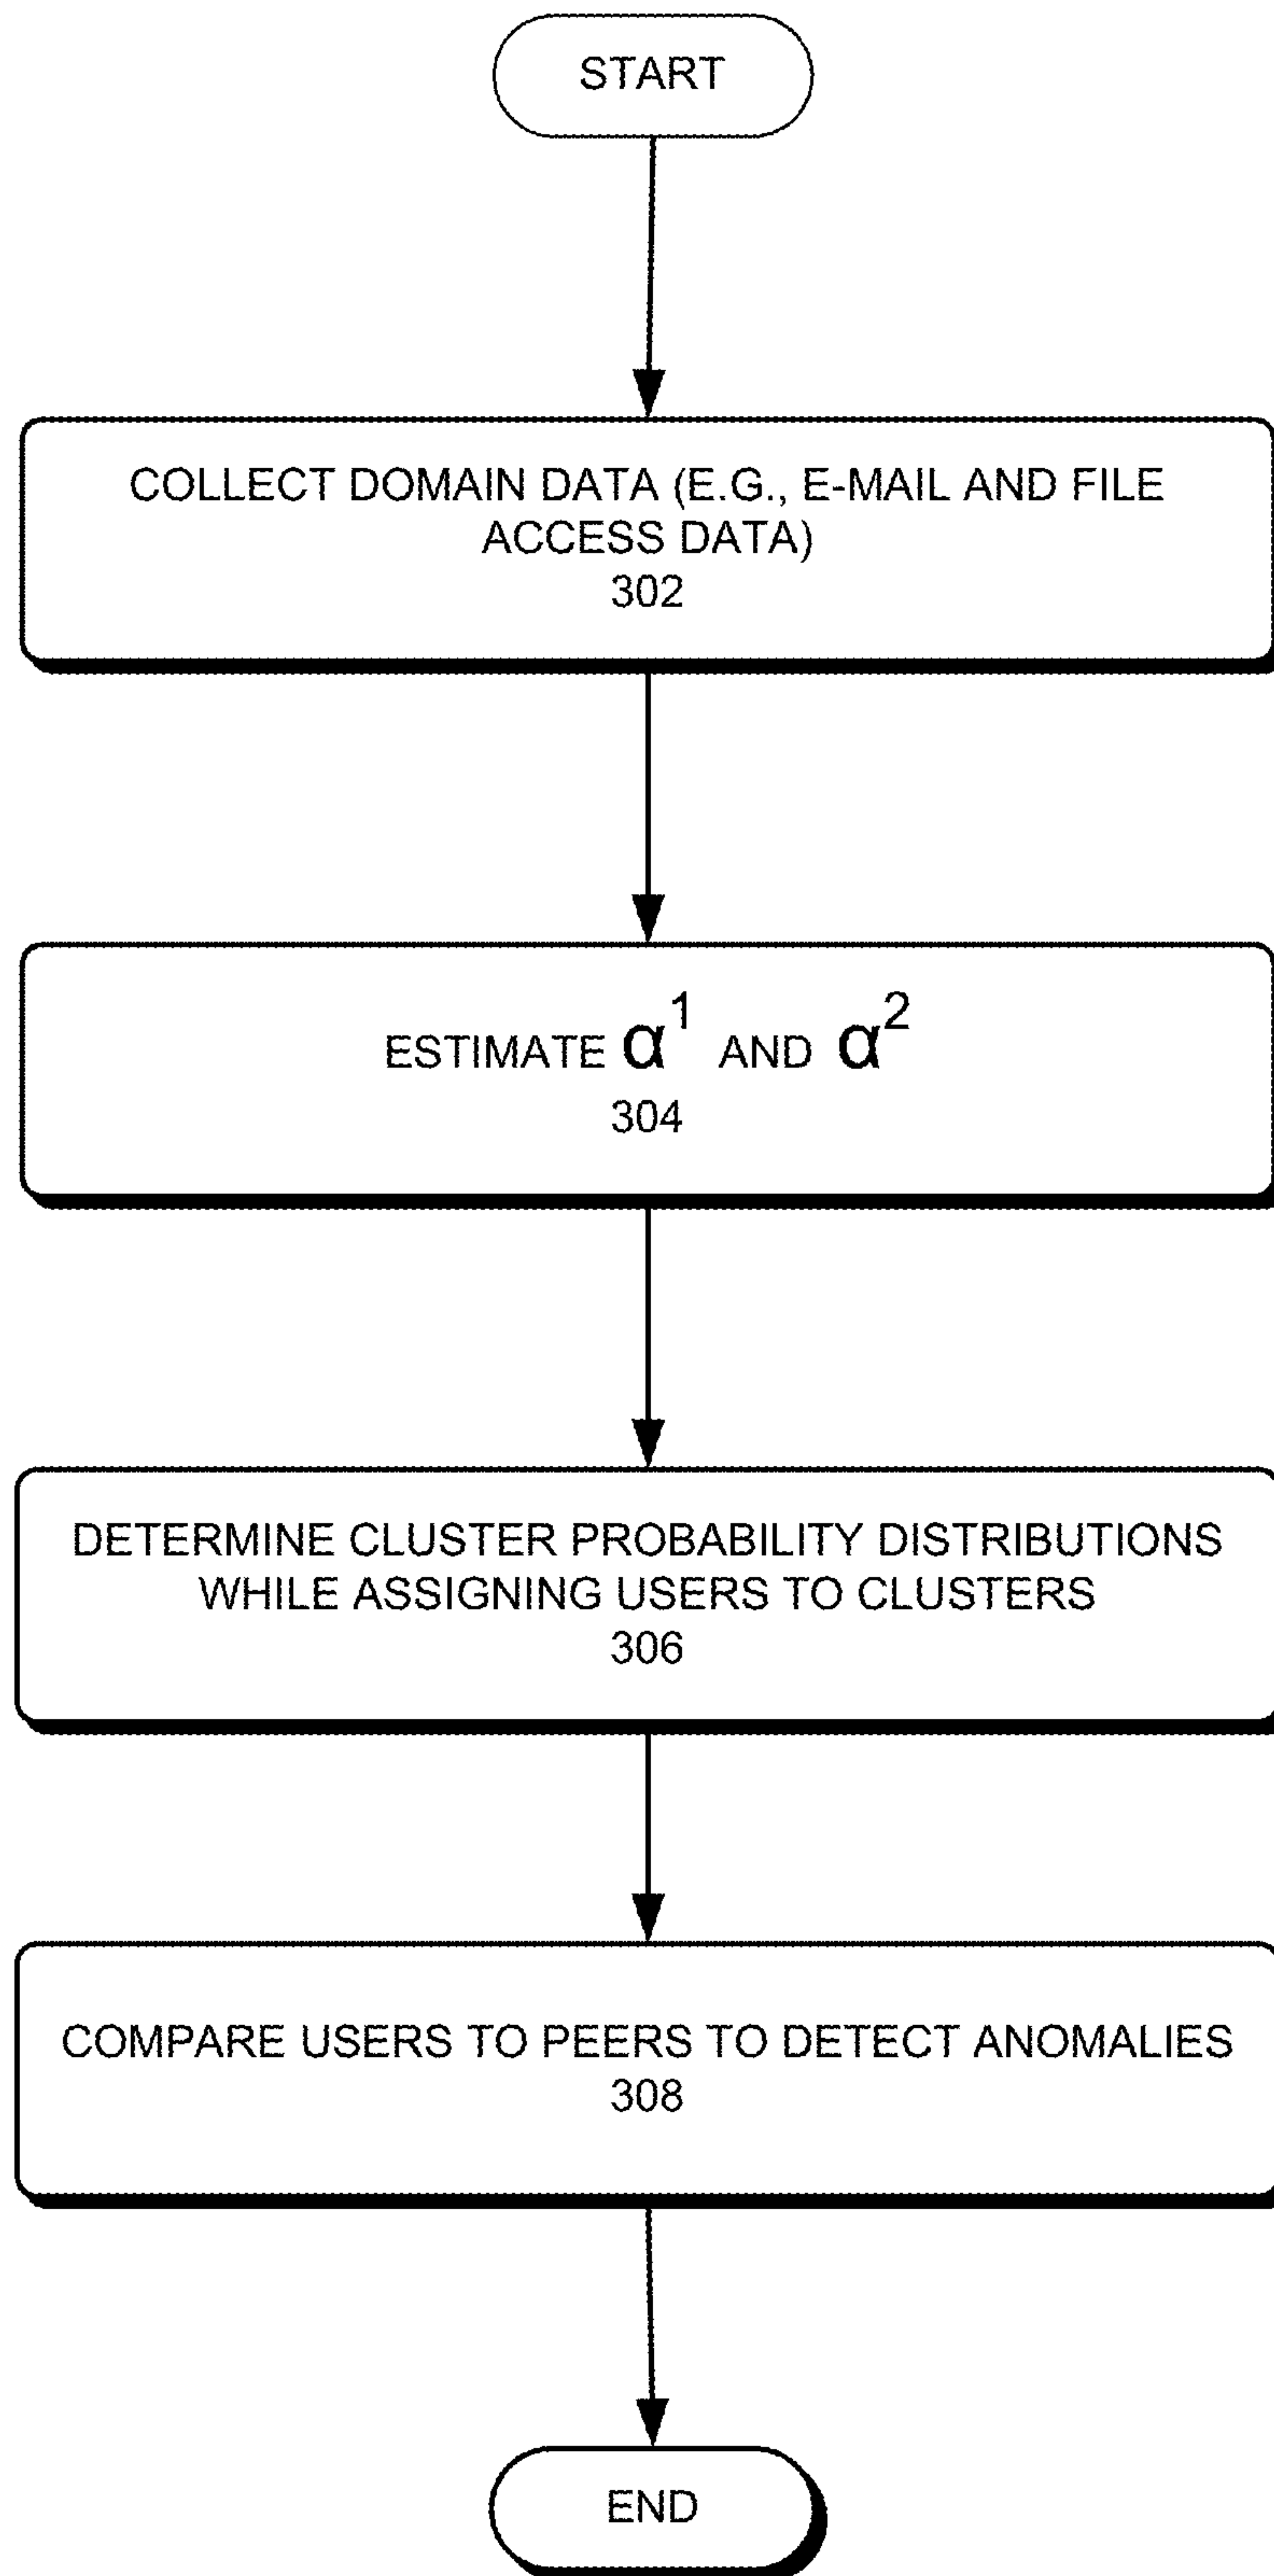 START
COLLECT DOMAIN DATA (E.G., E-MAIL AND FILE
ACCESS DATA)
302
ESTIMATE α¹ AND α²
304
DETERMINE CLUSTER PROBABILITY DISTRIBUTIONS
WHILE ASSIGNING USERS TO CLUSTERS
306
COMPARE USERS TO PEERS TO DETECT ANOMALIES
308
END